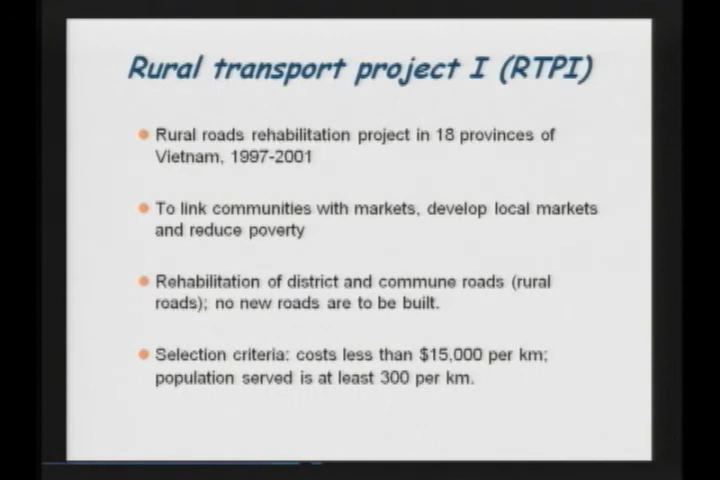 Rural transport project I (RTPI)
Rural roads rehabilitation project in 18 provinces of
Vietnam, 1997-2001
To link communities with markets, develop local markets
and reduce poverty
Rehabilitation of district and commune roads (rural
roads); no new roads are to be built.
Selection criteria: costs less than $15,000 per km;
population served is at least 300 per km.